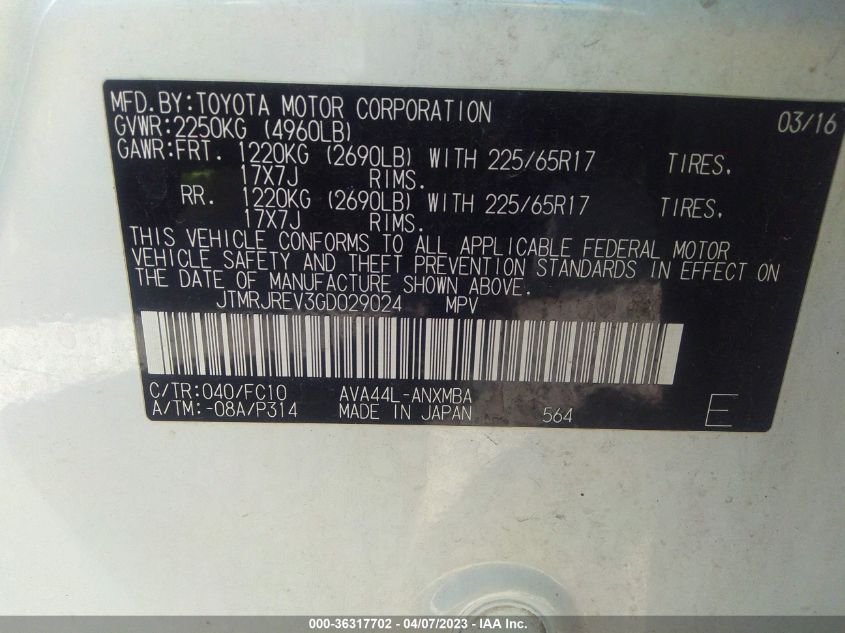 MFD.BY:TOYOTA MOTOR CORPORATION 03/16
GVWR:2250KG (4960LB)
GAWR:FRT. 1220KG (2690LB) WITH 225/65R17 TIRES.
17X7J RIMS.
RR. 1220KG (2690LB) WITH 225/65R17 TIRES.
17X7J RIMS.
THIS VEHICLE CONFORMS TO ALL APPLICABLE FEDERAL MOTOR
VEHICLE SAFETY AND THEFT PREVENTION STANDARDS IN EFFECT ON
THE DATE OF MANUFACTURE SHOWN ABOVE.
JTMRJREV3GD029024 MPV
C/TR:040/FC10 AVA44L-ANXMBA
A/TM:-08A/P314 MADE IN JAPAN 564 E
000-36317702 - 04/07/2023 - IAA Inc.